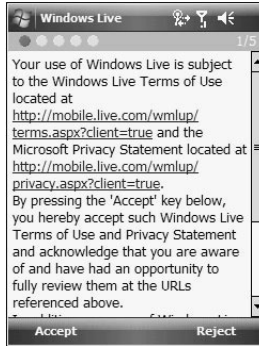 Windows Live
1/5
Your use of Windows Live is subject
to the Windows Live Terms of Use
located at
http://mobile.live.com/wmlup/
terms.aspx?client=true and the
Microsoft Privacy Statement located at
http://mobile.live.com/wmlup/
privacy.aspx?client=true.
By pressing the 'Accept' key below,
you hereby accept such Windows Live
Terms of Use and Privacy Statement
and acknowledge that you are aware
of and have had an opportunity to
fully review them at the URLs
referenced above.
Accept Reject